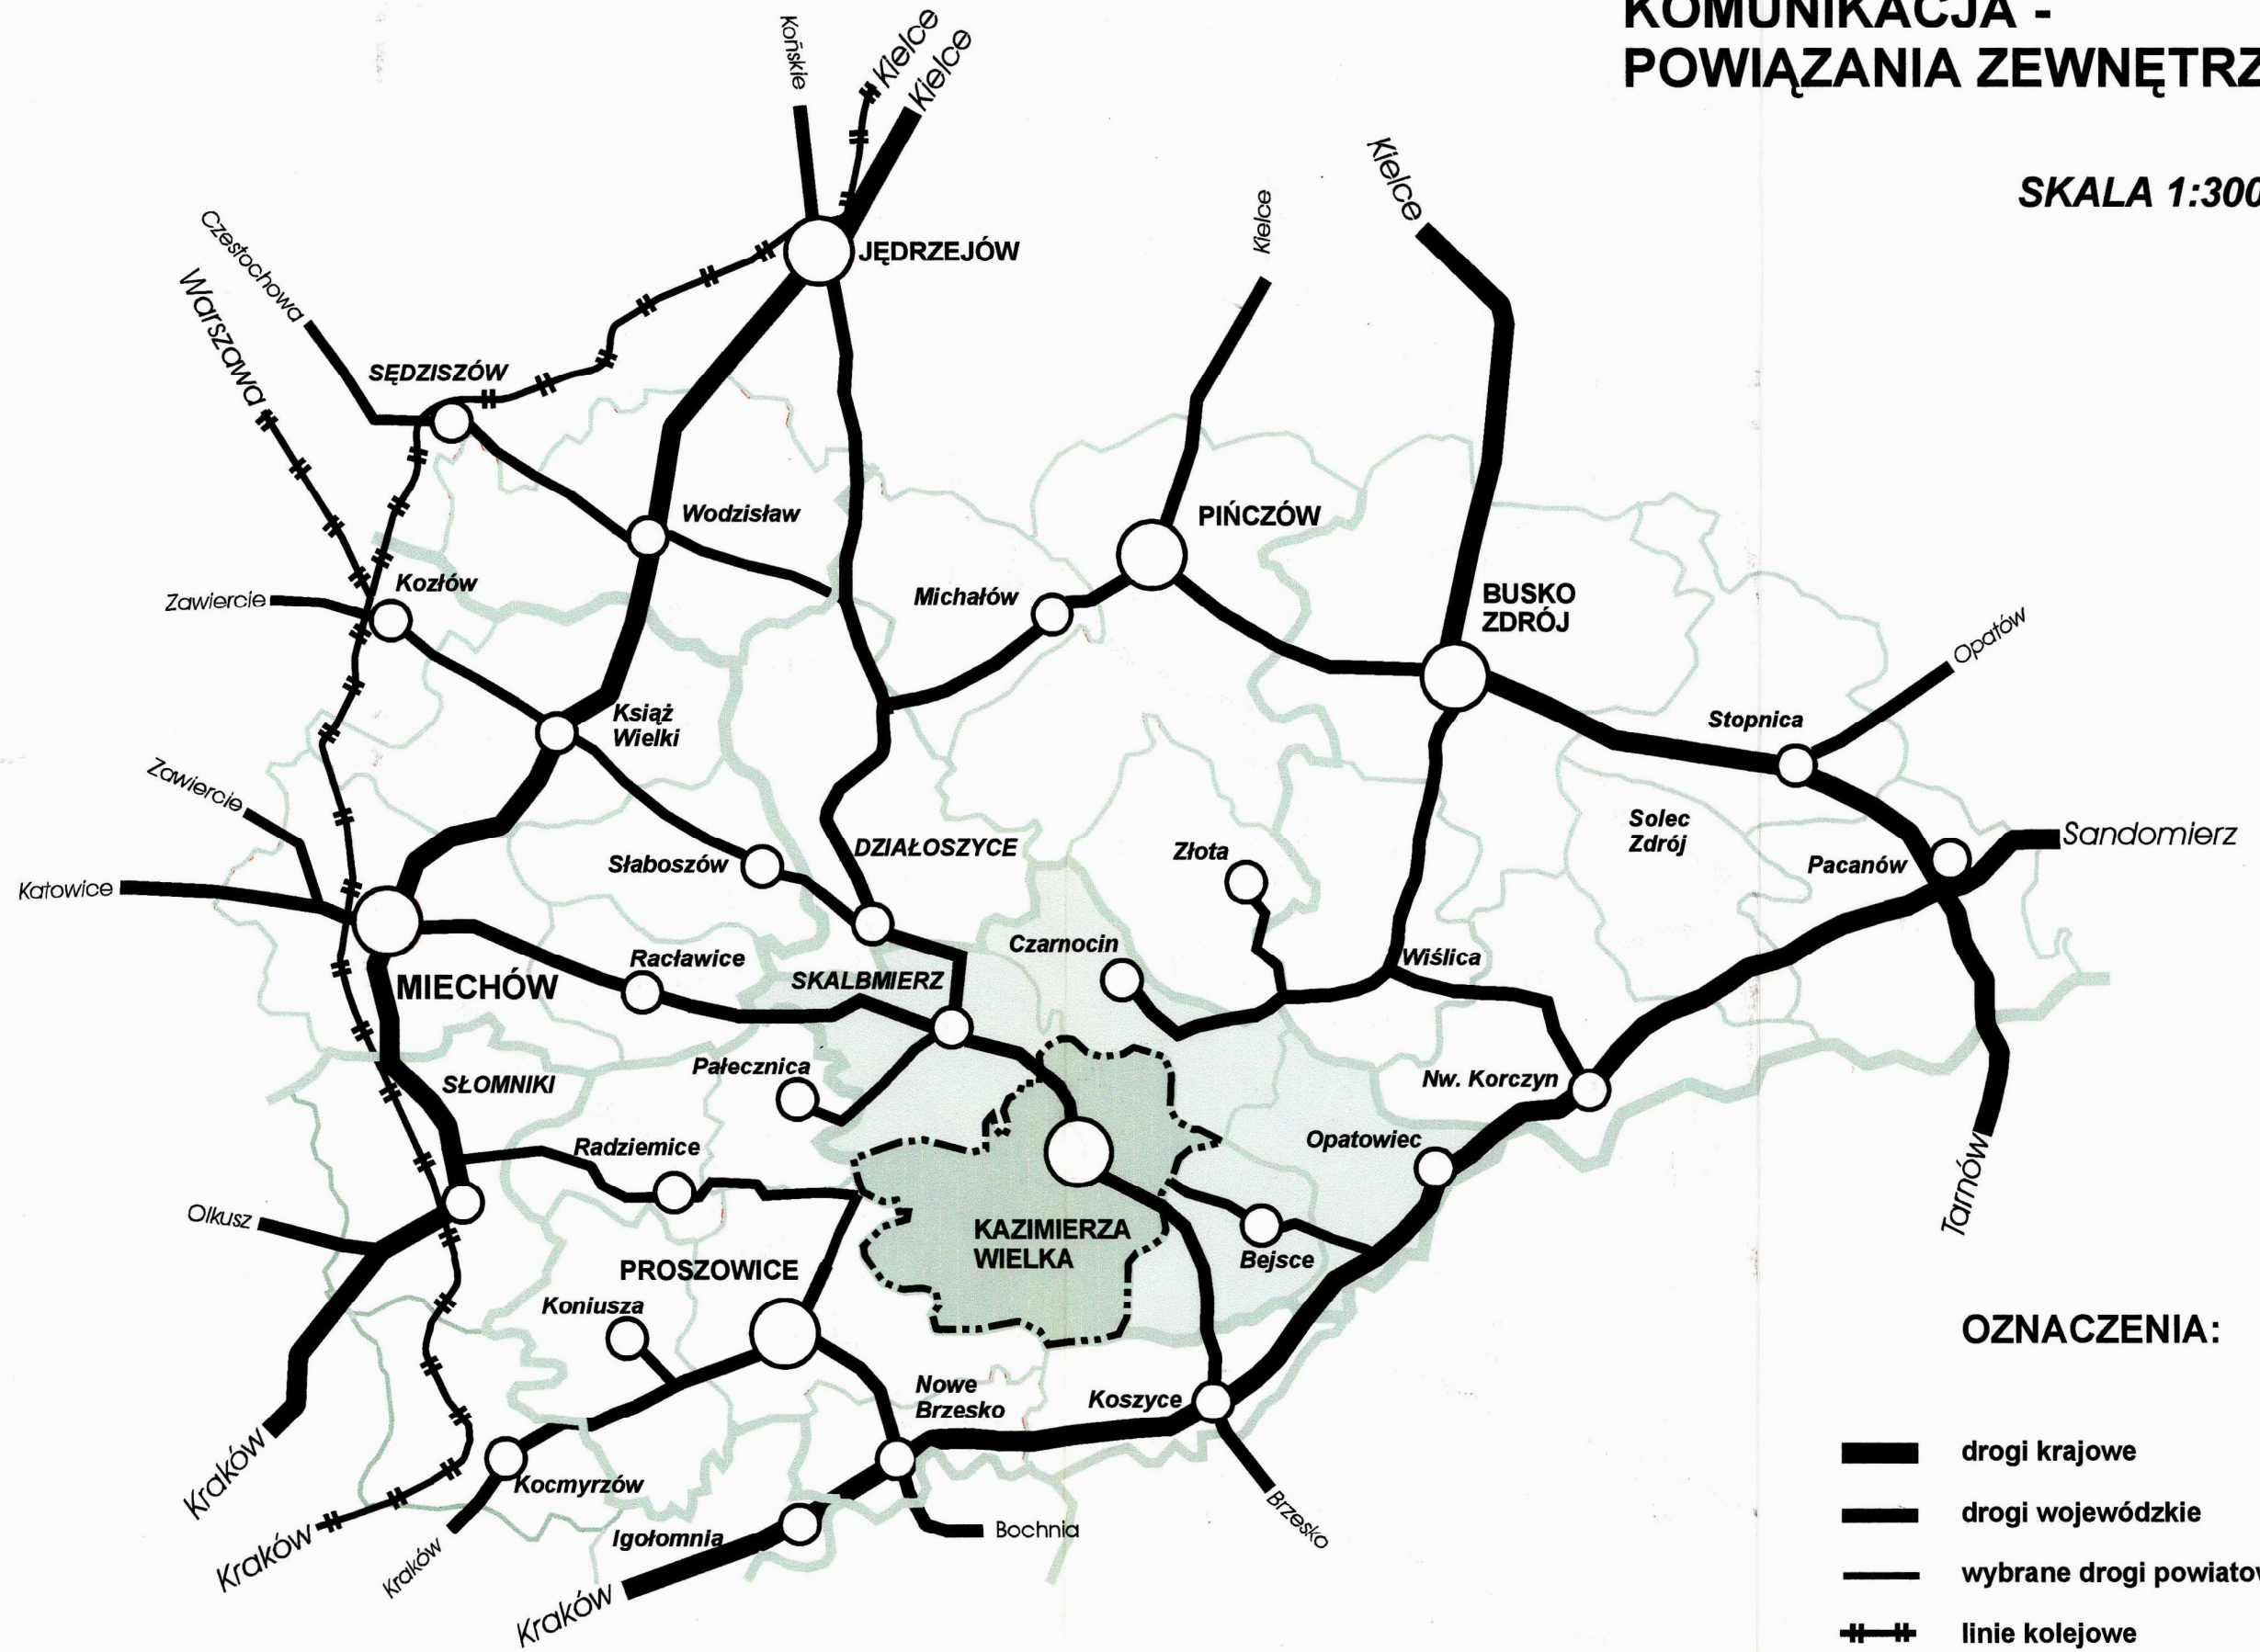 KOMUNIKACJA -
POWIĄZANIA ZEWNĘTRZ
SKALA 1:300
Końskie
Kielce
Kielce
Kielce
Kielce
Częstochowa
Warszawa
JĘDRZEJÓW
SĘDZISZÓW
Wodzisław
PIŃCZÓW
Kozłów
Zawiercie
Michałów
BUSKO
ZDRÓJ
Opatów
Książ
Wielki
Stopnica
Zawiercie
Solec
Zdrój
Sandomierz
Słaboszów
DZIAŁOSZYCE
Złota
Pacanów
Katowice
Czarnocin
Wiślica
Racławice
SKALBMIERZ
MIECHÓW
Pałecznica
SŁOMNIKI
Nw. Korczyn
Opatowiec
Radziemice
Tarnów
Olkusz
KAZIMIERZA
WIELKA
Bejsce
PROSZOWICE
Koniusza
OZNACZENIA:
Nowe
Brzesko
Koszyce
Kraków
Kocmyrzów
Brzesko
Kraków
Kraków
Igołomnia
Bochnia
Kraków
drogi krajowe
drogi wojewódzkie
wybrane drogi powiatow
linie kolejowe